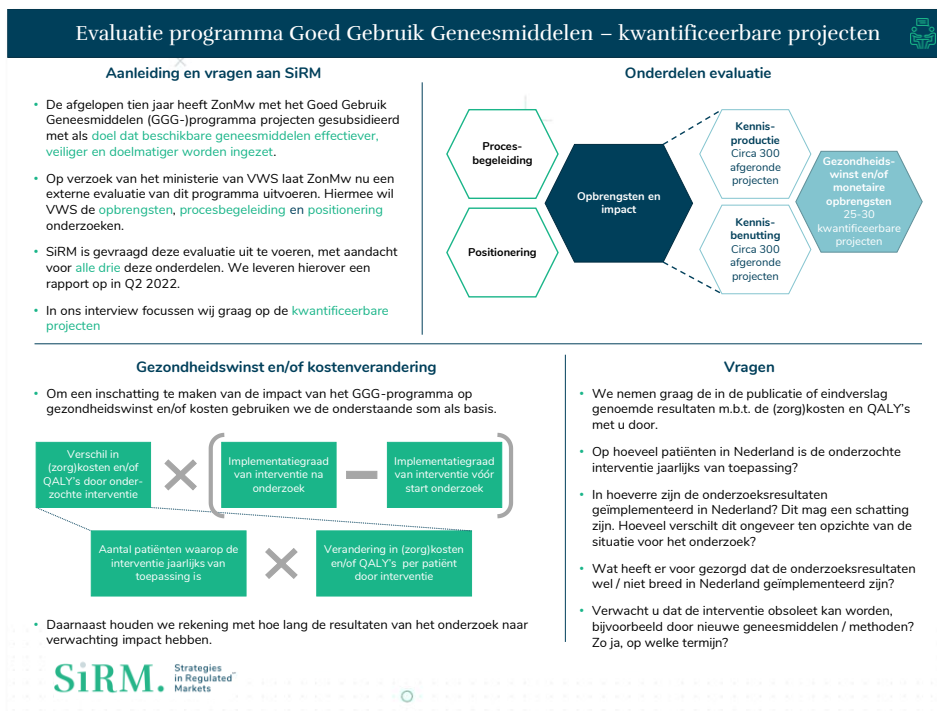 Evaluatie programma Goed Gebruik Geneesmiddelen – kwantificeerbare projecten
Aanleiding en vragen aan SiRM
• De afgelopen tien jaar heeft ZonMw met het Goed Gebruik
Geneesmiddelen (GGG-)programma projecten gesubsidieerd
met als doel dat beschikbare geneesmiddelen effectiever,
veiliger en doelmatiger worden ingezet.
• Op verzoek van het ministerie van VWS laat ZonMw nu een
externe evaluatie van dit programma uitvoeren. Hiermee wil
VWS de opbrengsten, procesbegeleiding en positionering
onderzoeken.
• SiRM is gevraagd deze evaluatie uit te voeren, met aandacht
voor alle drie deze onderdelen. We leveren hierover een
rapport op in Q2 2022.
• In ons interview focussen wij graag op de kwantificeerbare
projecten
Onderdelen evaluatie
Proces-
begeleiding
Positionering
Opbrengsten en
impact
Kennis-
productie
Circa 300
afgeronde
projecten
Kennis-
benutting
Circa 300
afgeronde
projecten
Gezondheids-
winst en/of
monetaire
opbrengsten
25-30
kwantificeerbare
projecten
Gezondheidswinst en/of kostenverandering
• Om een inschatting te maken van de impact van het GGG-programma op
gezondheidswinst en/of kosten gebruiken we de onderstaande som als basis.
Verschil in
(zorg)kosten en/of
QALY's door onder-
zochte interventie
Implementatiegraad
van interventie na
onderzoek
Implementatiegraad
van interventie vóór
start onderzoek
Aantal patiënten waarop de
interventie jaarlijks van
toepassing is
Verandering in (zorg)kosten
en/of QALY's per patiënt
door interventie
• Daarnaast houden we rekening met hoe lang de resultaten van het onderzoek naar
verwachting impact hebben.
Vragen
• We nemen graag de in de publicatie of eindverslag
genoemde resultaten m.b.t. de (zorg)kosten en QALY's
met u door.
• Op hoeveel patiënten in Nederland is de onderzochte
interventie jaarlijks van toepassing?
• In hoeverre zijn de onderzoeksresultaten
geïmplementeerd in Nederland? Dit mag een schatting
zijn. Hoeveel verschilt dit ongeveer ten opzichte van de
situatie voor het onderzoek?
• Wat heeft er voor gezorgd dat de onderzoeksresultaten
wel / niet breed in Nederland geïmplementeerd zijn?
• Verwacht u dat de interventie obsoleet kan worden,
bijvoorbeeld door nieuwe geneesmiddelen / methoden?
Zo ja, op welke termijn?
SiRM.
Strategies
in Regulated
Markets